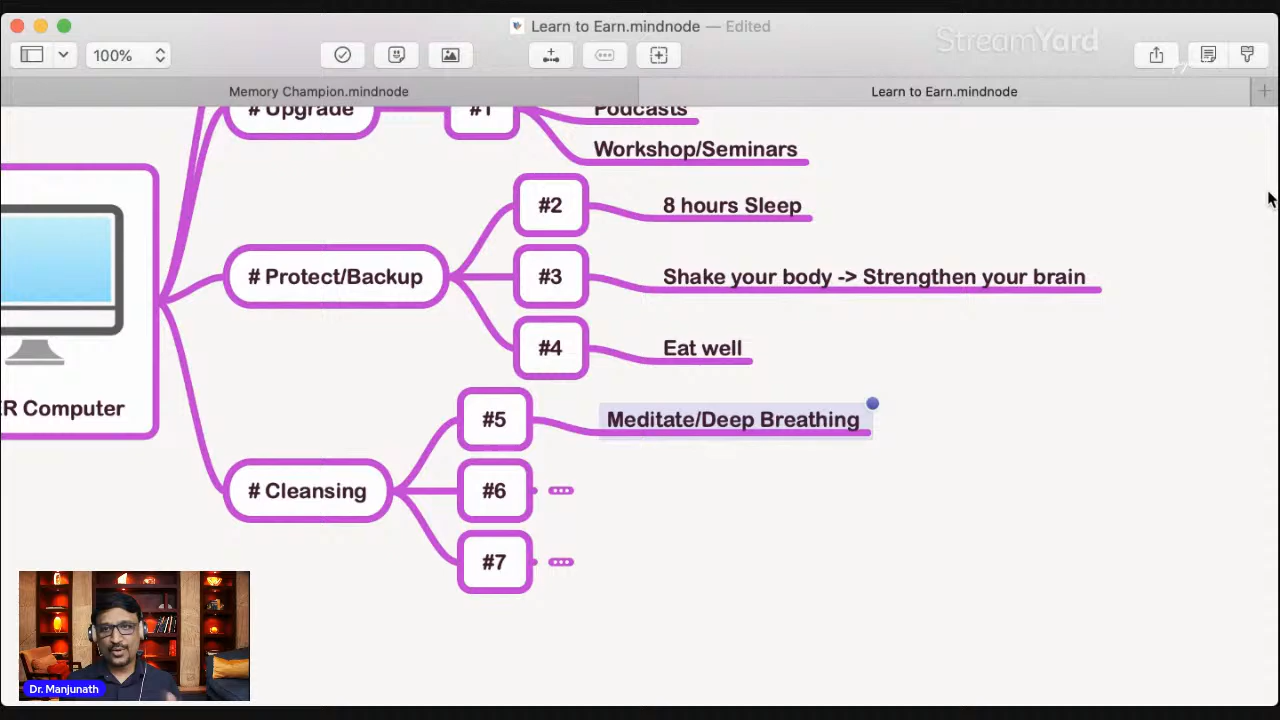 Learn to Earn.mindnode — Edited
StreamYard
100%
Memory Champion.mindnode
Learn to Earn.mindnode
# Upgrade
#1
Podcasts
Workshop/Seminars
#2
8 hours Sleep
# Protect/Backup
#3
Shake your body -> Strengthen your brain
#4
Eat well
R Computer
#5
Meditate/Deep Breathing
# Cleansing
#6
#7
Dr. Manjunath